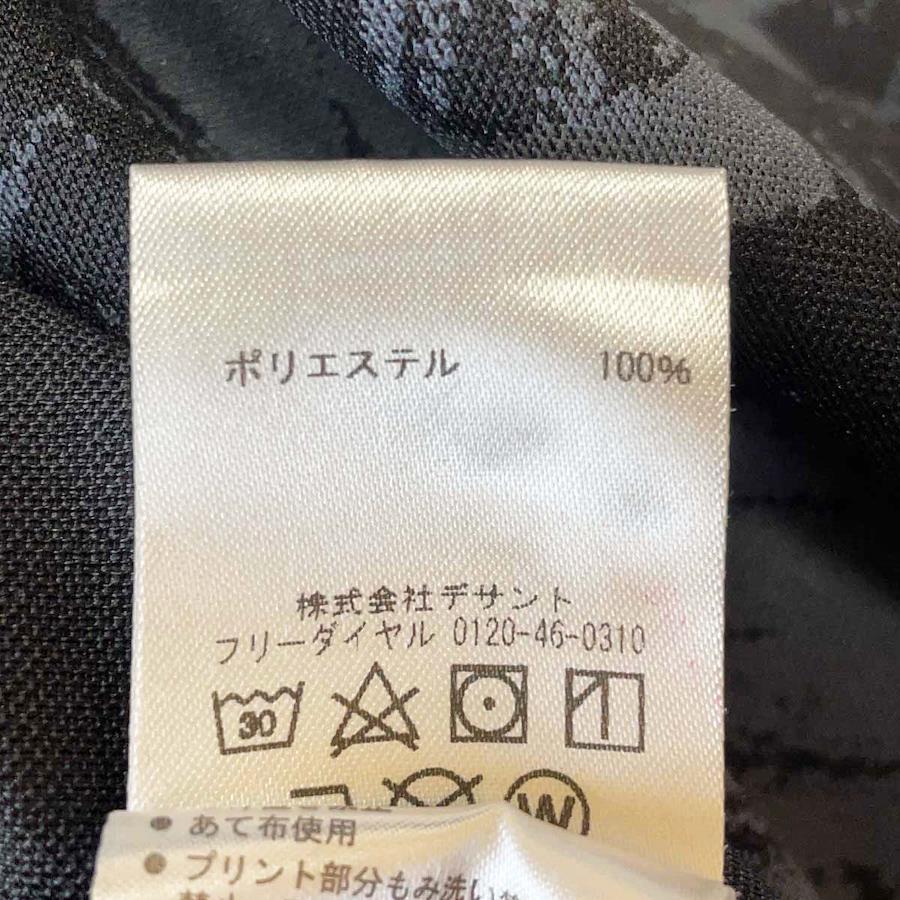 ポリエステル 100%
株式会社デサント
フリーダイヤル 0120-46-0310
30
W
● あて布使用
● プリント部分もみ洗い